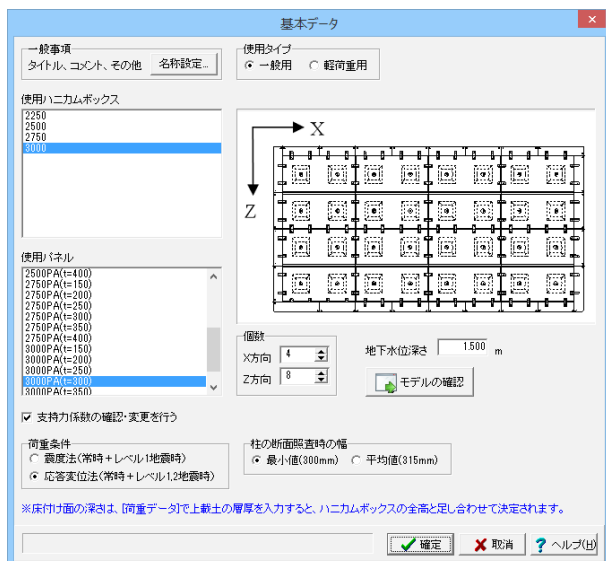 基本データ
一般事項
タイトル、コメント、その他 名称設定...
使用タイプ
一般用 軽荷重用
使用ハニカムボックス
2250
2500
2750
3000
X
Z
使用パネル
2500PA(t=400)
2750PA(t=150)
2750PA(t=200)
2750PA(t=250)
2750PA(t=300)
2750PA(t=350)
2750PA(t=400)
3000PA(t=150)
3000PA(t=200)
3000PA(t=250)
3000PA(t=300)
3000PA(t=350)
個数
X方向 4
Z方向 8
地下水位深さ 1.500 m
モデルの確認
支持力係数の確認・変更を行う
荷重条件
震度法(常時+レベル1地震時)
応答変位法(常時+レベル1,2地震時)
柱の断面照査時の幅
最小値(300mm) 平均値(315mm)
※床付け面の深さは、[荷重データ]で上載土の層厚を入力すると、ハニカムボックスの全高と足し合わせて決定されます。
確定 取消 ヘルプ(H)